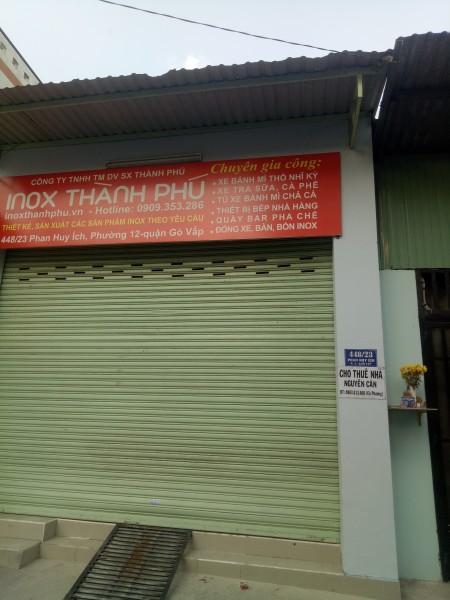 CÔNG TY TNHH TM DV SX THÀNH PHÚ
INOX THÀNH PHÚ
inoxthanhphu.vn - Hotline: 0909.353.286
THIẾT KẾ, SẢN XUẤT CÁC SẢN PHẨM INOX THEO YÊU CẦU
448/23 Phan Huy Ích, Phường 12-quận Gò Vấp
Chuyên gia công:
XE BÁNH MÌ THỔ NHĨ KỲ
XE TRÀ SỮA, CÀ PHÊ
TỦ XE BÁNH MÌ CHẢ CÁ
THIẾT BỊ BẾP NHÀ HÀNG
QUẦY BAR PHA CHẾ
ĐÓNG XE, BÀN, BỒN INOX
448/23
PHAN HUY ÍCH
CHO THUÊ NHÀ
NGUYÊN CĂN